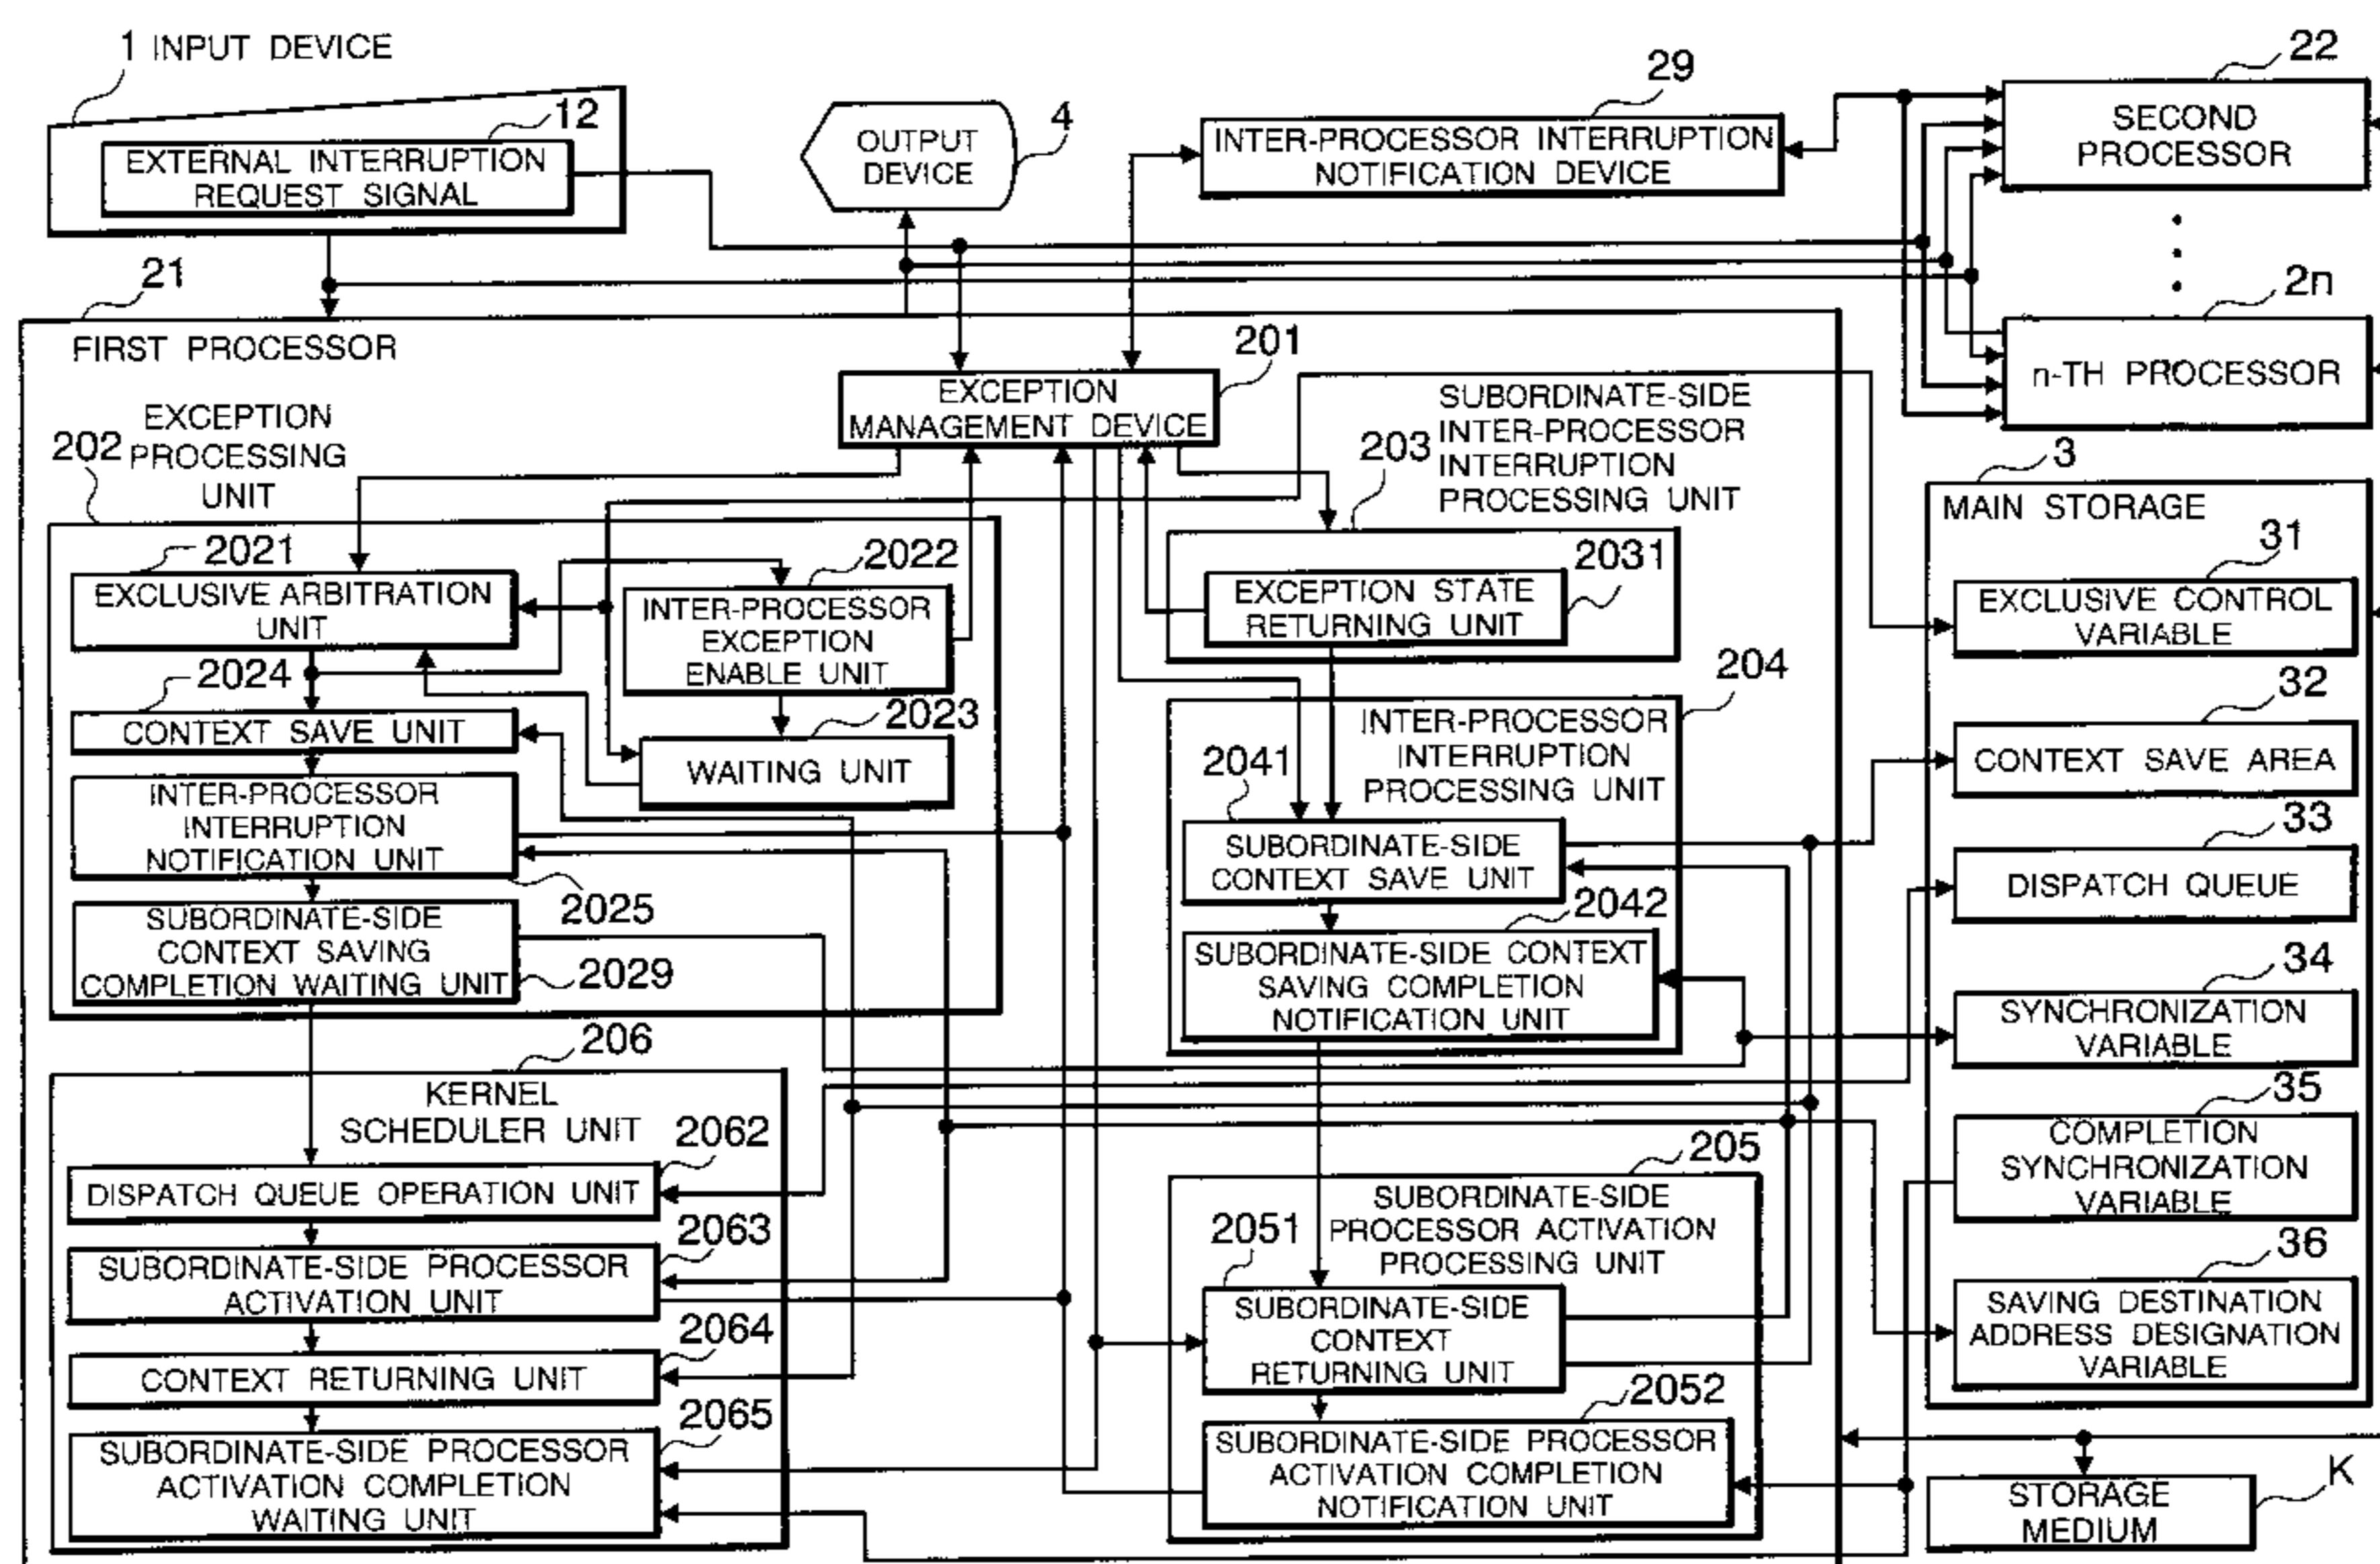 1 INPUT DEVICE
12
EXTERNAL INTERRUPTION
REQUEST SIGNAL
OUTPUT
DEVICE
4
29
INTER-PROCESSOR INTERRUPTION
NOTIFICATION DEVICE
22
SECOND
PROCESSOR
2n
n-TH PROCESSOR
21
FIRST PROCESSOR
201
EXCEPTION
MANAGEMENT DEVICE
202
EXCEPTION
PROCESSING
UNIT
2021
EXCLUSIVE ARBITRATION
UNIT
2022
INTER-PROCESSOR
EXCEPTION
ENABLE UNIT
2023
WAITING UNIT
2024
CONTEXT SAVE UNIT
INTER-PROCESSOR
INTERRUPTION
NOTIFICATION UNIT
2025
SUBORDINATE-SIDE
CONTEXT SAVING
COMPLETION WAITING UNIT
2029
203
SUBORDINATE-SIDE
INTER-PROCESSOR
INTERRUPTION
PROCESSING UNIT
2031
EXCEPTION STATE
RETURNING UNIT
204
INTER-PROCESSOR
INTERRUPTION
PROCESSING UNIT
2041
SUBORDINATE-SIDE
CONTEXT SAVE UNIT
2042
SUBORDINATE-SIDE CONTEXT
SAVING COMPLETION
NOTIFICATION UNIT
206
KERNEL
SCHEDULER UNIT
2062
DISPATCH QUEUE OPERATION UNIT
2063
SUBORDINATE-SIDE PROCESSOR
ACTIVATION UNIT
2064
CONTEXT RETURNING UNIT
2065
SUBORDINATE-SIDE PROCESSOR
ACTIVATION COMPLETION
WAITING UNIT
205
SUBORDINATE-SIDE
PROCESSOR ACTIVATION
PROCESSING UNIT
2051
SUBORDINATE-SIDE
CONTEXT
RETURNING UNIT
2052
SUBORDINATE-SIDE PROCESSOR
ACTIVATION COMPLETION
NOTIFICATION UNIT
3
MAIN STORAGE
31
EXCLUSIVE CONTROL
VARIABLE
32
CONTEXT SAVE AREA
33
DISPATCH QUEUE
34
SYNCHRONIZATION
VARIABLE
35
COMPLETION
SYNCHRONIZATION
VARIABLE
36
SAVING DESTINATION
ADDRESS DESIGNATION
VARIABLE
K
STORAGE
MEDIUM